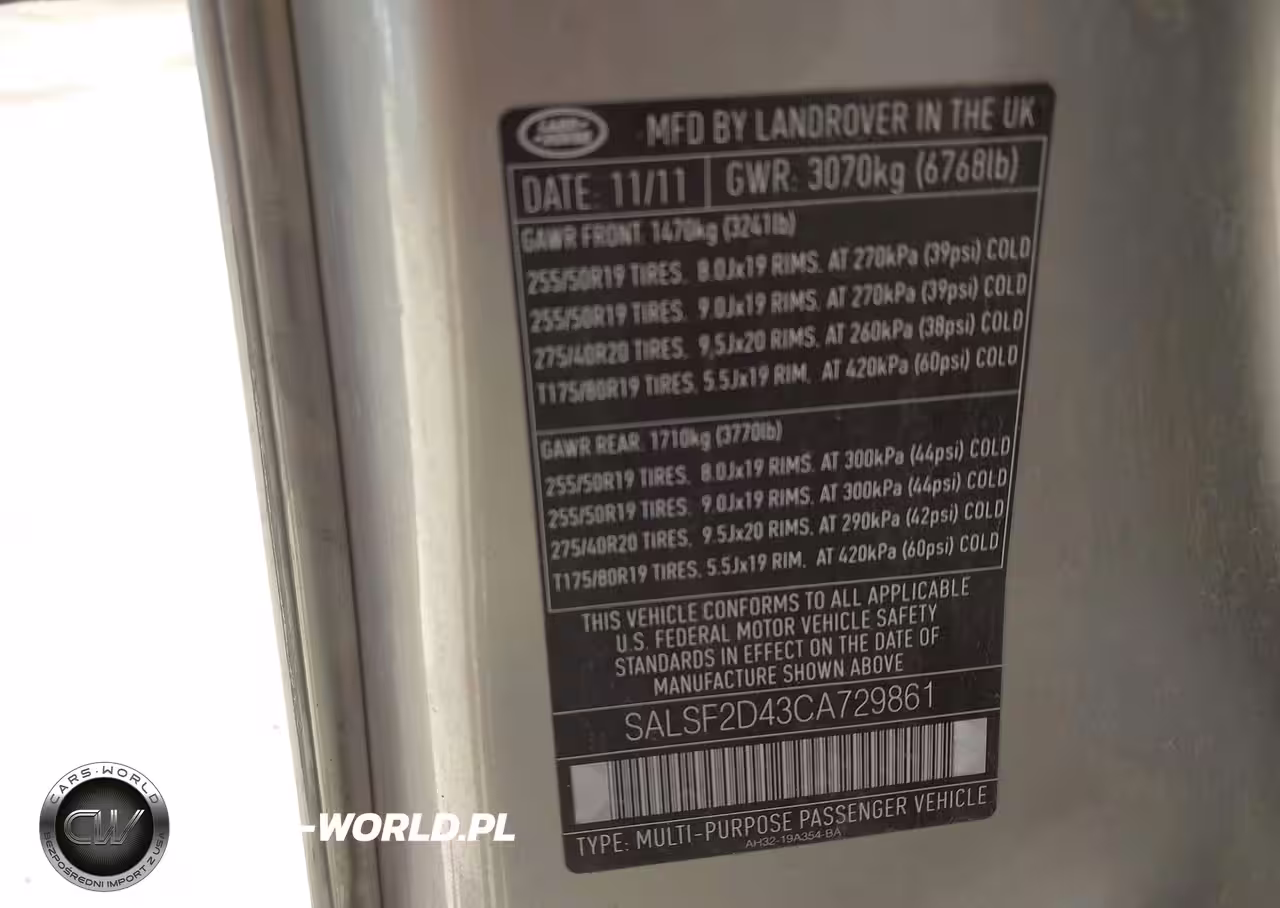 LAND-
ROVER
MFD BY LANDROVER IN THE UK
DATE: 11/11 GWR: 3070kg (6768lb)
GAWR FRONT 1470kg (3241lb)
255/50R19 TIRES, 8.0Jx19 RIMS, AT 270kPa (39psi) COLD
255/50R19 TIRES, 9.0Jx19 RIMS, AT 270kPa (39psi) COLD
275/40R20 TIRES, 9.5Jx20 RIMS, AT 260kPa (38psi) COLD
T175/80R19 TIRES, 5.5Jx19 RIM, AT 420kPa (60psi) COLD
GAWR REAR 1710kg (3770lb)
255/50R19 TIRES, 8.0Jx19 RIMS, AT 300kPa (44psi) COLD
255/50R19 TIRES, 9.0Jx19 RIMS, AT 300kPa (44psi) COLD
275/40R20 TIRES, 9.5Jx20 RIMS, AT 290kPa (42psi) COLD
T175/80R19 TIRES, 5.5Jx19 RIM, AT 420kPa (60psi) COLD
THIS VEHICLE CONFORMS TO ALL APPLICABLE
U.S. FEDERAL MOTOR VEHICLE SAFETY
STANDARDS IN EFFECT ON THE DATE OF
MANUFACTURE SHOWN ABOVE
SALSF2D43CA729861
TYPE: MULTI-PURPOSE PASSENGER VEHICLE
AH32-19A354-BA
CARS-WORLD
CW
BEZPOŚREDNI IMPORT Z USA
-WORLD.PL